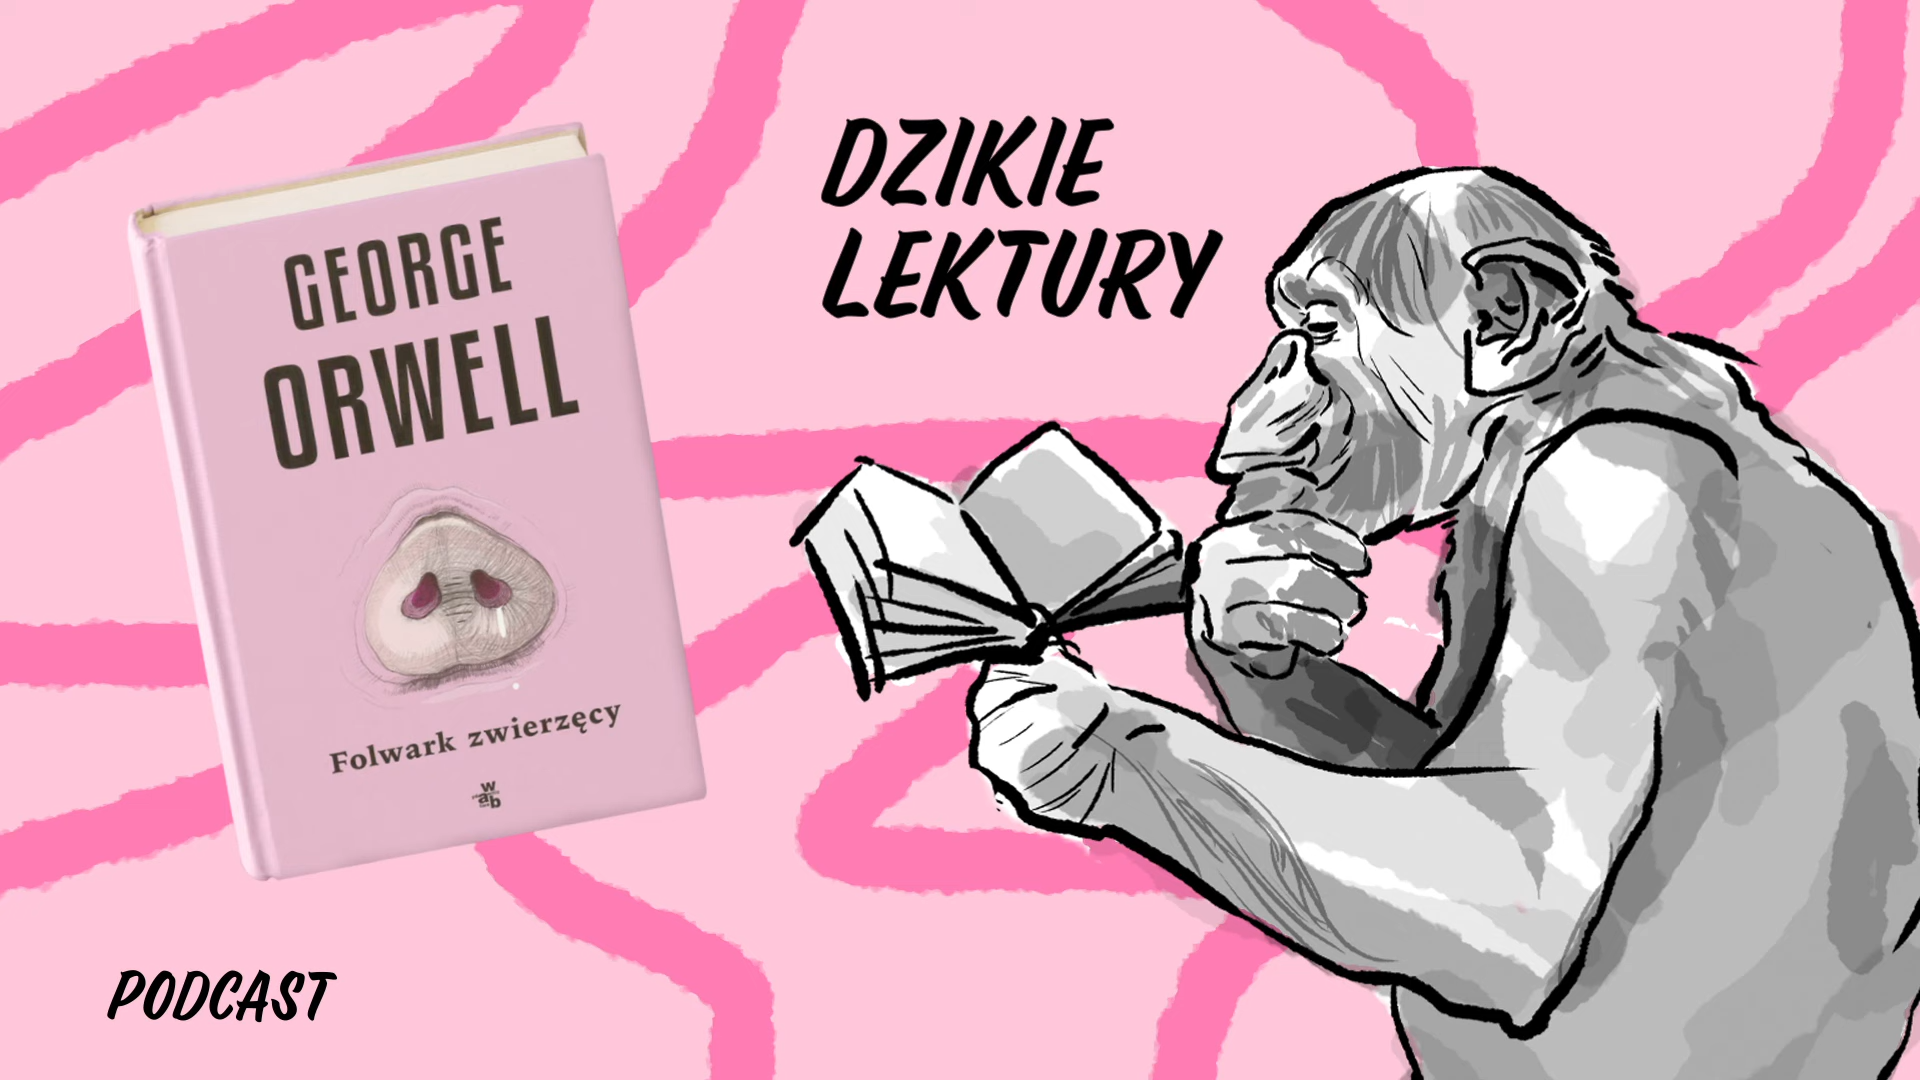 GEORGE
ORWELL
Folwark zwierzęcy
w
a b
DZIKIE
LEKTURY
PODCAST